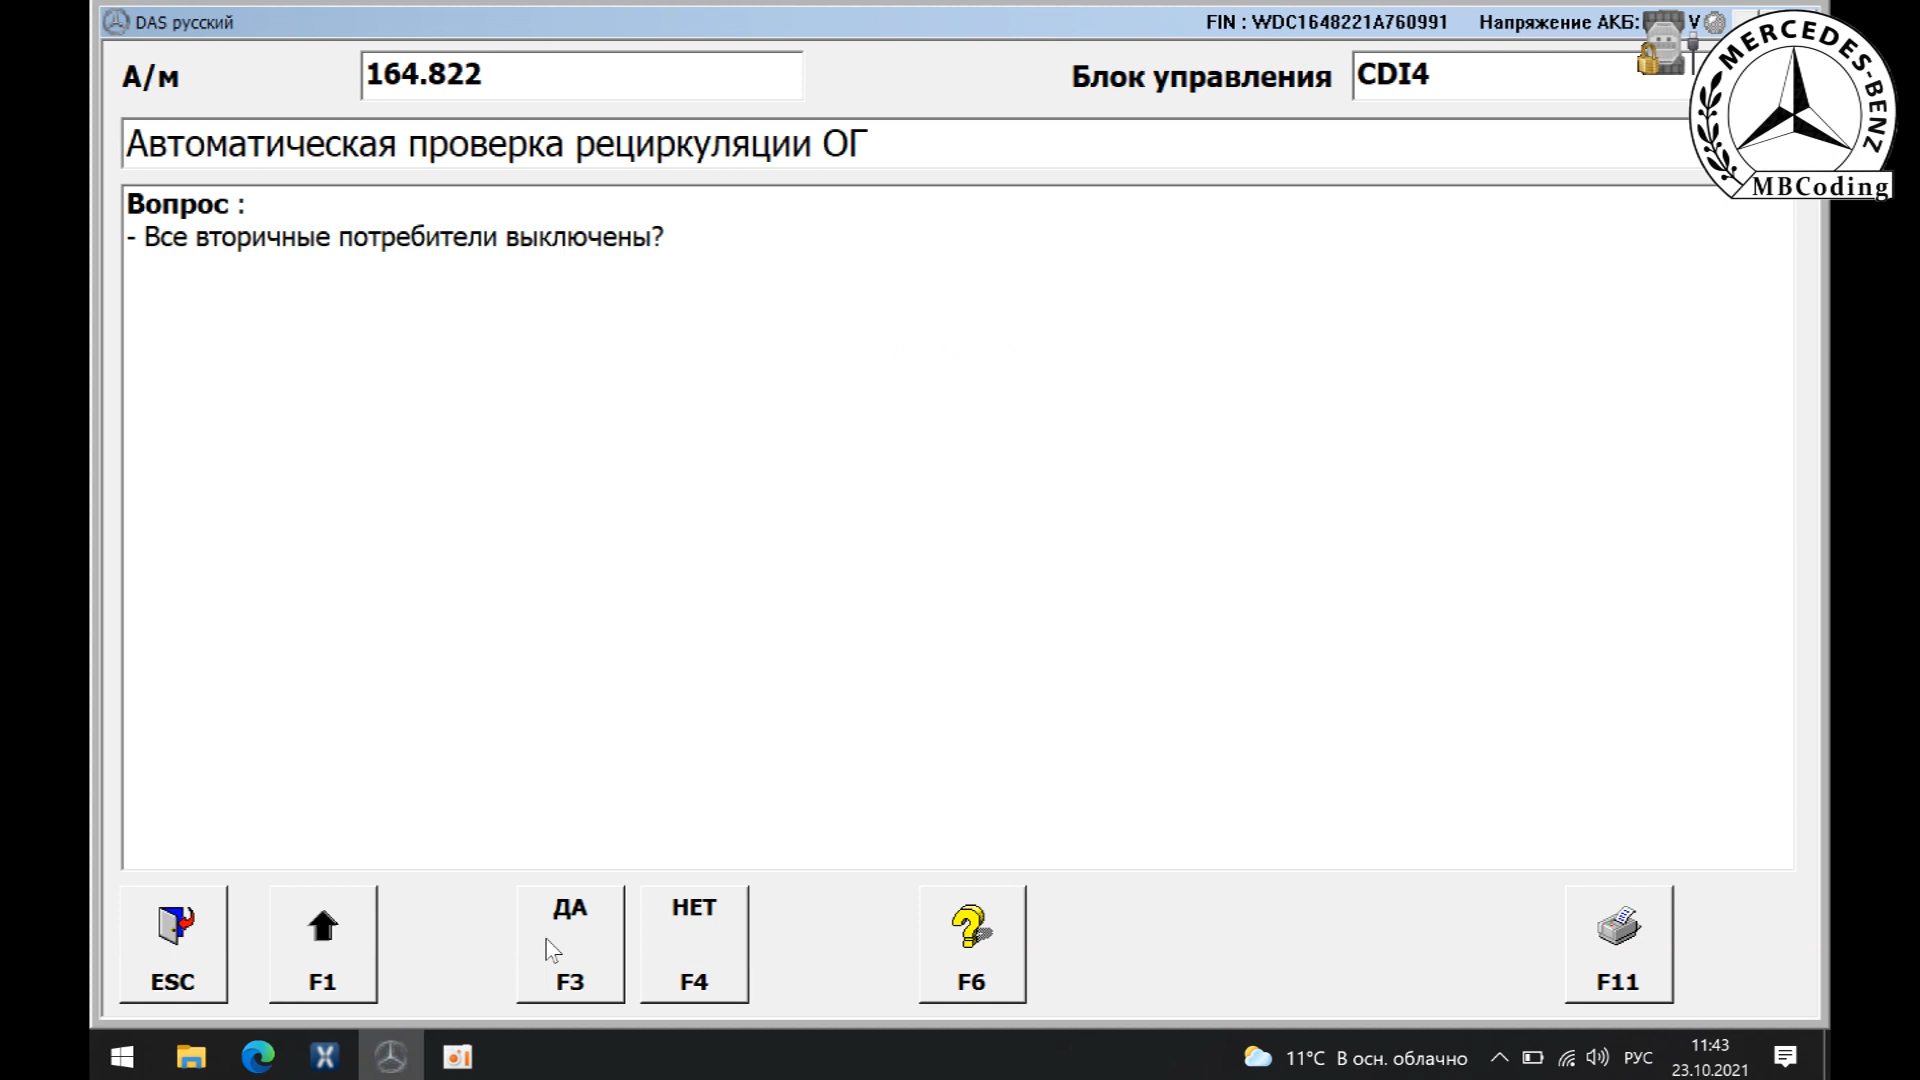 DAS русский
FIN : WDC1648221A760991 Напряжение АКБ: V
А/м 164.822 Блок управления CDI4
MERCEDES-BENZ
MBCoding
Автоматическая проверка рециркуляции ОГ
Вопрос :
- Все вторичные потребители выключены?
ДА НЕТ
ESC F1 F3 F4 F6 F11
11°C В осн. облачно РУС 11:43
23.10.2021